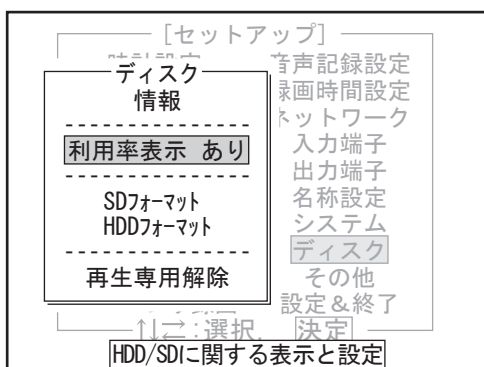 [セットアップ]
音声記録設定
録画時間設定
ネットワーク
入力端子
出力端子
名称設定
システム
ディスク
その他
設定&終了
ディスク
情報
利用率表示 あり
SDフォーマット
HDDフォーマット
再生専用解除
↑↓⇄:選択, 決定
HDD/SDに関する表示と設定